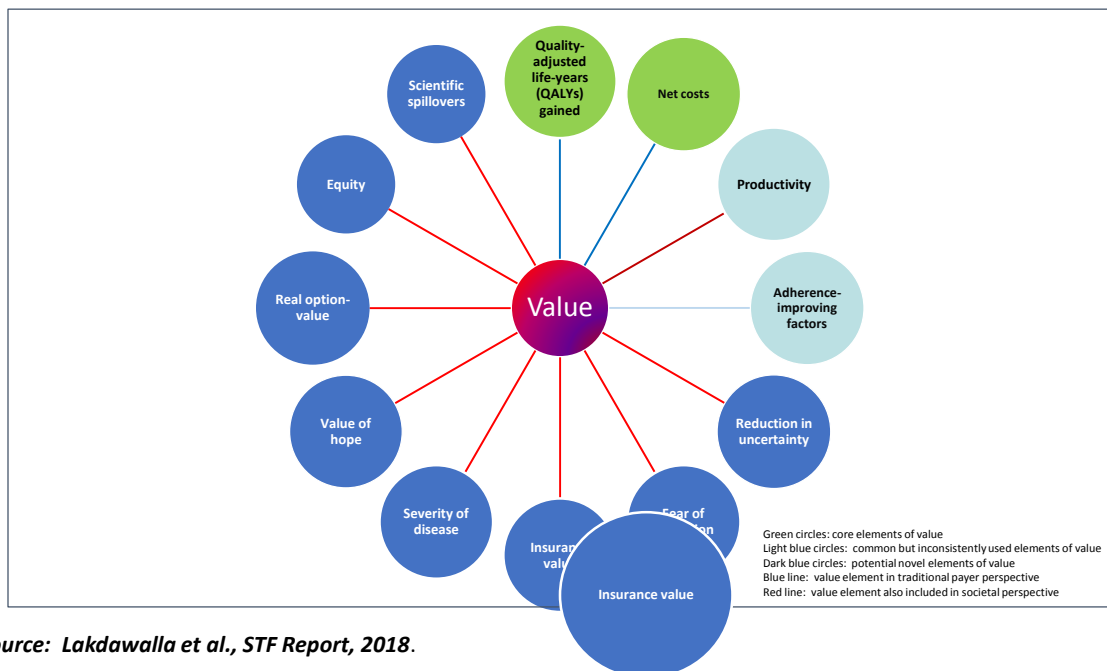 Quality-
adjusted
life-years
(QALYs)
gained
Net costs
Productivity
Adherence-
improving
factors
Reduction in
uncertainty
Fear of
Insurance value
Severity of
disease
Value of
hope
Real option-
value
Equity
Scientific
spillovers
Value
Green circles: core elements of value
Light blue circles:  common but inconsistently used elements of value
Dark blue circles:  potential novel elements of value
Blue line:  value element in traditional payer perspective
Red line:  value element also included in societal perspective
Lakdawalla et al., STF Report, 2018.